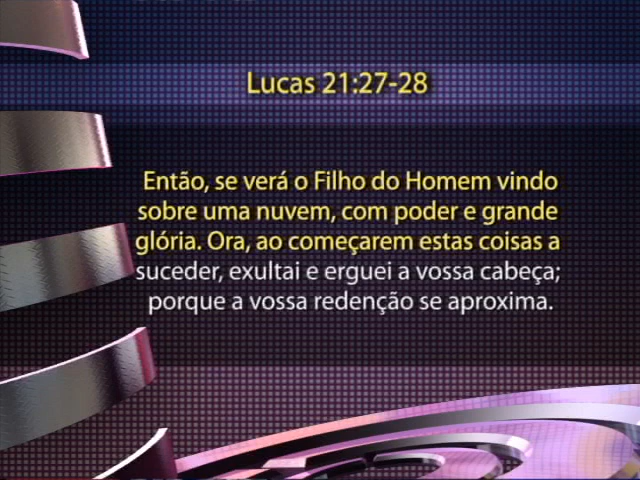 Lucas 21:27-28
Então, se verá o Filho do Homem vindo
sobre uma nuvem, com poder e grande
glória. Ora, ao começarem estas coisas a
suceder, exultai e erguei a vossa cabeça;
porque a vossa redenção se aproxima.